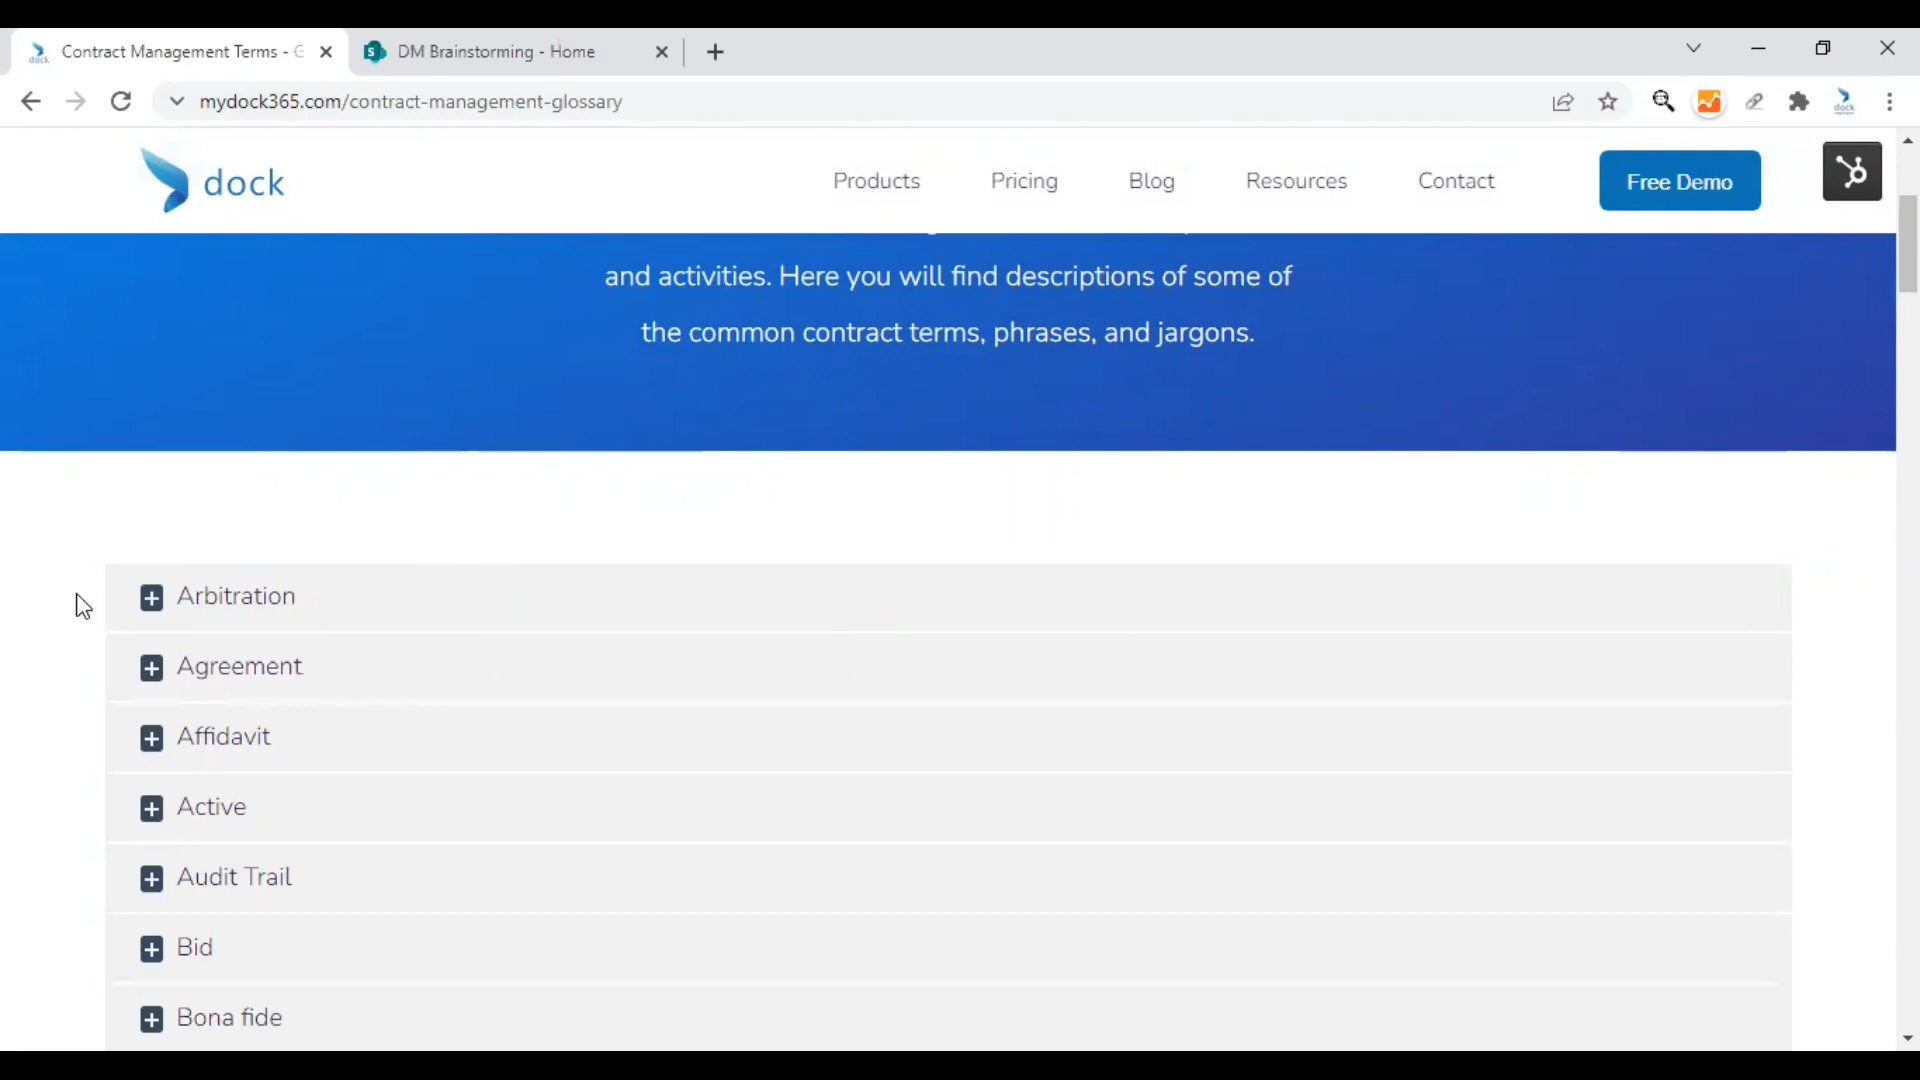 Contract Management Terms - G
DM Brainstorming - Home
mydock365.com/contract-management-glossary
dock
Products
Pricing
Blog
Resources
Contact
Free Demo
and activities. Here you will find descriptions of some of
the common contract terms, phrases, and jargons.
Arbitration
Agreement
Affidavit
Active
Audit Trail
Bid
Bona fide